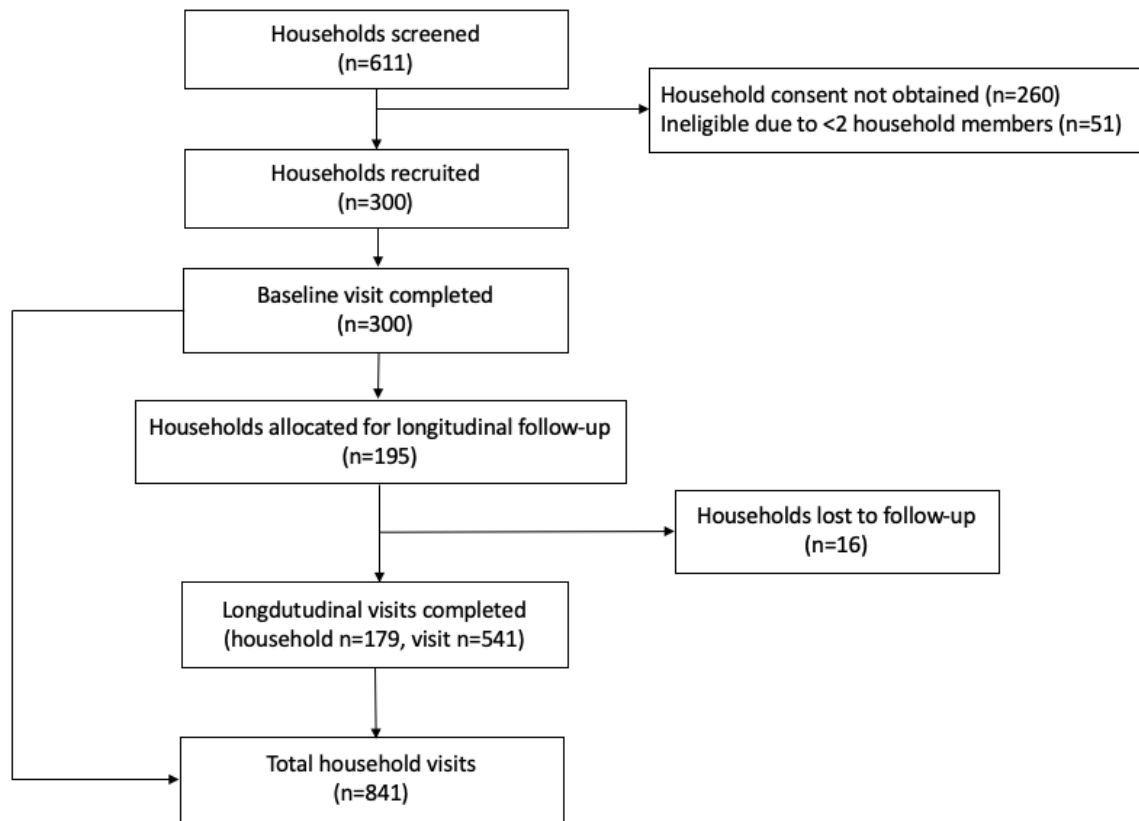 Households screened
(n=611)
Household consent not obtained (n=260)
Ineligible due to <2 household members (n=51)
Households recruited
(n=300)
Baseline visit completed
(n=300)
Households allocated for longitudinal follow-up
(n=195)
Households lost to follow-up
(n=16)
Longdutudinal visits completed
(household n=179, visit n=541)
Total household visits
(n=841)